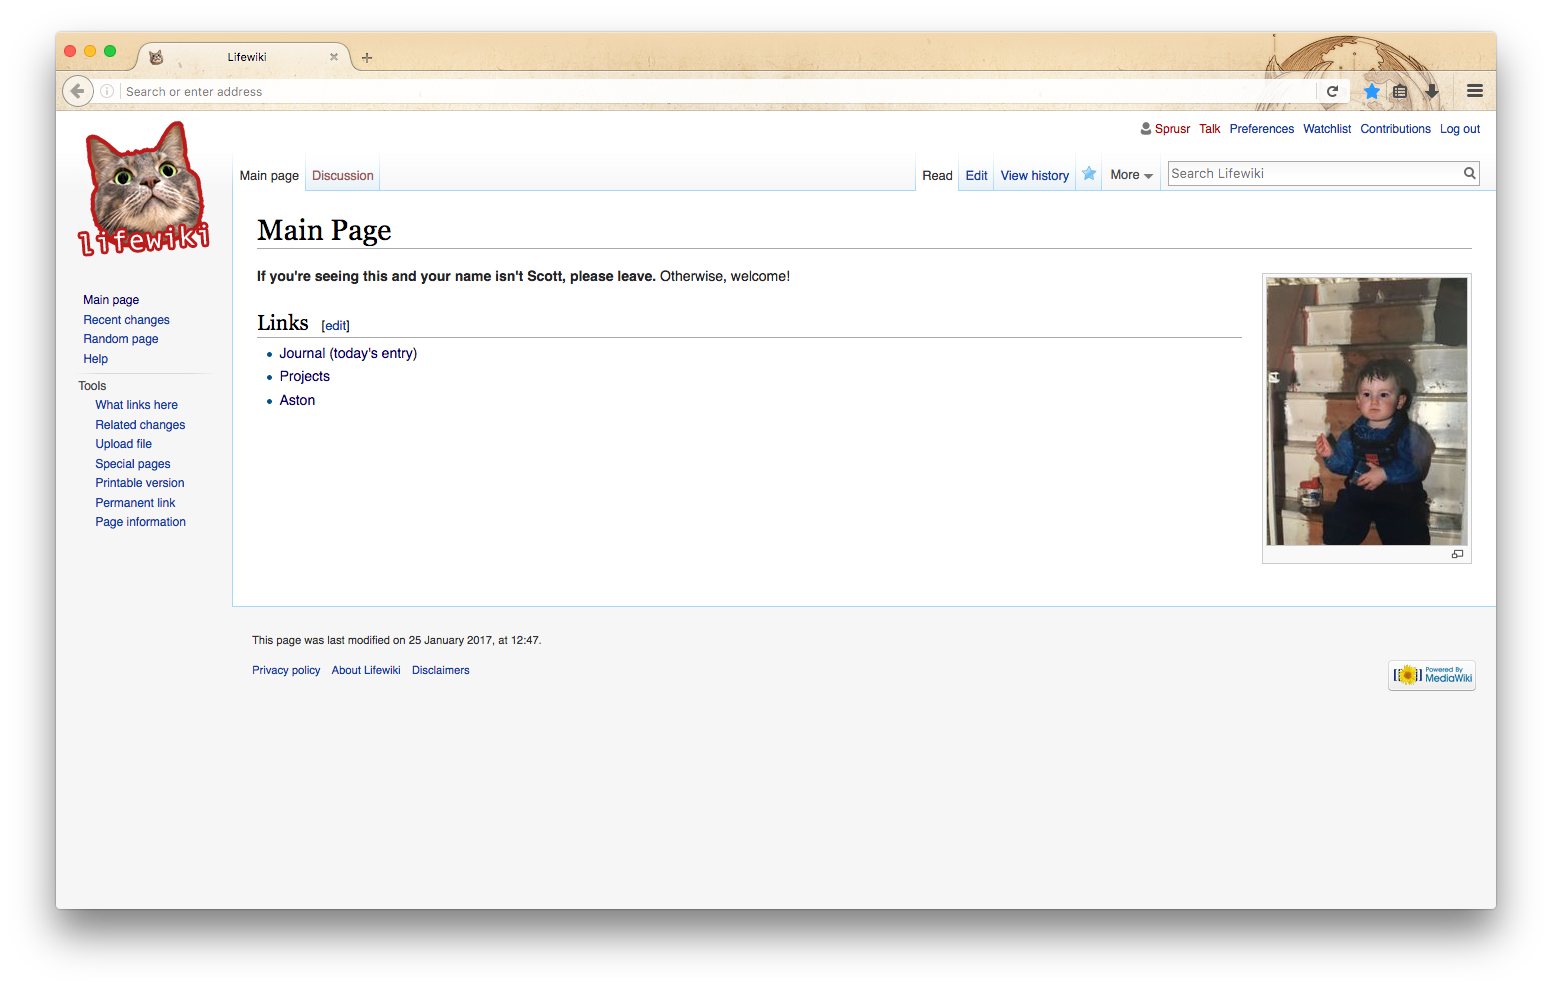 Lifewiki
Search or enter address
Sprusr Talk Preferences Watchlist Contributions Log out
Main page Discussion Read Edit View history More Search Lifewiki
lifewiki
Main Page
If you're seeing this and your name isn't Scott, please leave. Otherwise, welcome!
Links [edit]
Journal (today's entry)
Projects
Aston
Main page
Recent changes
Random page
Help
Tools
What links here
Related changes
Upload file
Special pages
Printable version
Permanent link
Page information
This page was last modified on 25 January 2017, at 12:47.
Privacy policy About Lifewiki Disclaimers
Powered By
MediaWiki